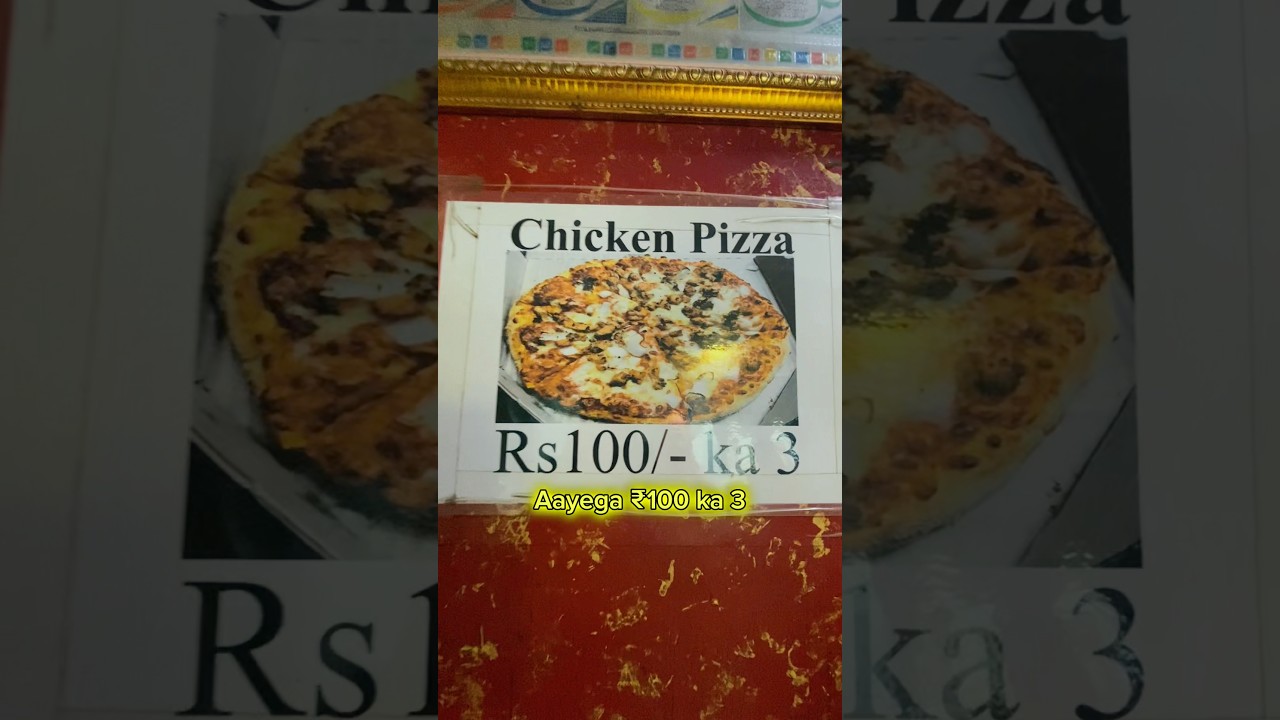 Chicken Pizza
Rs100/- ka 3
Aayega ₹100 ka 3